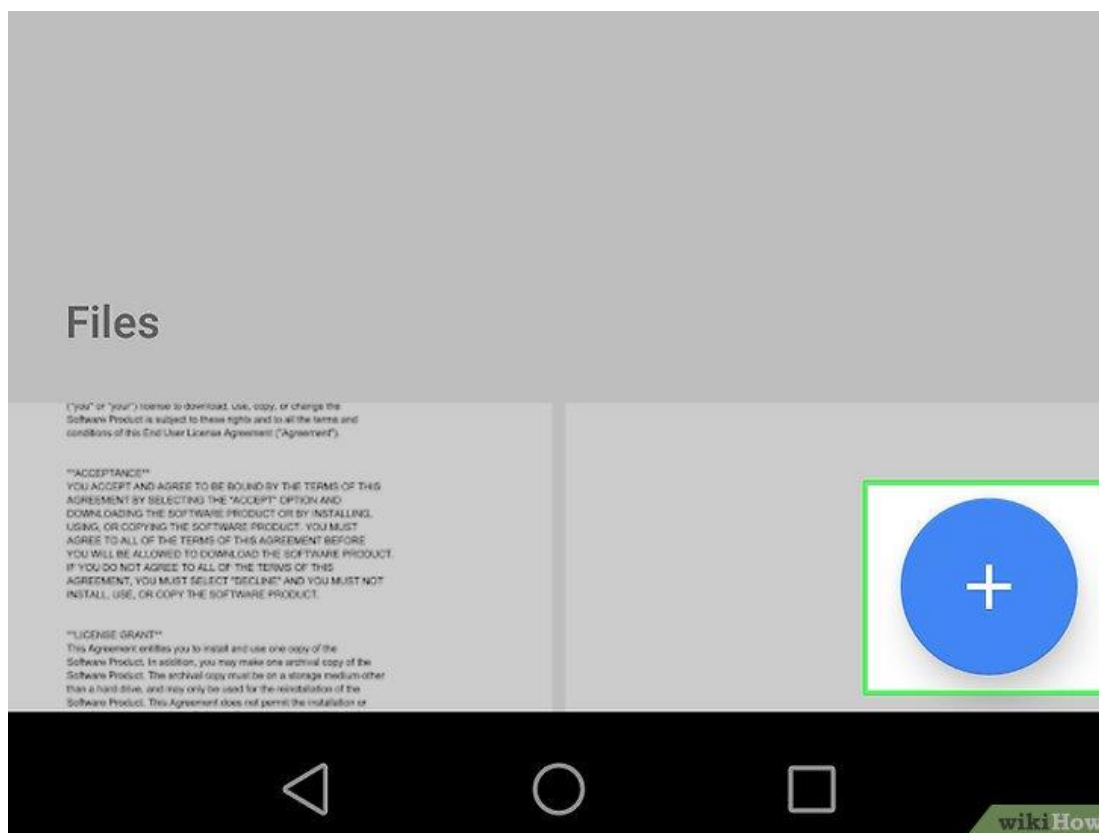 Files
("you" or "your") license to download, use, copy, or change the
Software Product is subject to these rights and to all the terms and
conditions of this End User License Agreement ("Agreement").
**ACCEPTANCE**
YOU ACCEPT AND AGREE TO BE BOUND BY THE TERMS OF THIS
AGREEMENT BY SELECTING THE "ACCEPT" OPTION AND
DOWNLOADING THE SOFTWARE PRODUCT OR BY INSTALLING,
USING, OR COPYING THE SOFTWARE PRODUCT. YOU MUST
AGREE TO ALL OF THE TERMS OF THIS AGREEMENT BEFORE
YOU WILL BE ALLOWED TO DOWNLOAD THE SOFTWARE PRODUCT.
IF YOU DO NOT AGREE TO ALL OF THE TERMS OF THIS
AGREEMENT, YOU MUST SELECT "DECLINE" AND YOU MUST NOT
INSTALL, USE, OR COPY THE SOFTWARE PRODUCT.
**LICENSE GRANT**
This Agreement entitles you to install and use one copy of the
Software Product. In addition, you may make one archival copy of the
Software Product. The archival copy must be on a storage medium other
than a hard drive, and may only be used for the reinstallation of the
Software Product. This Agreement does not permit the installation or
wikiHow